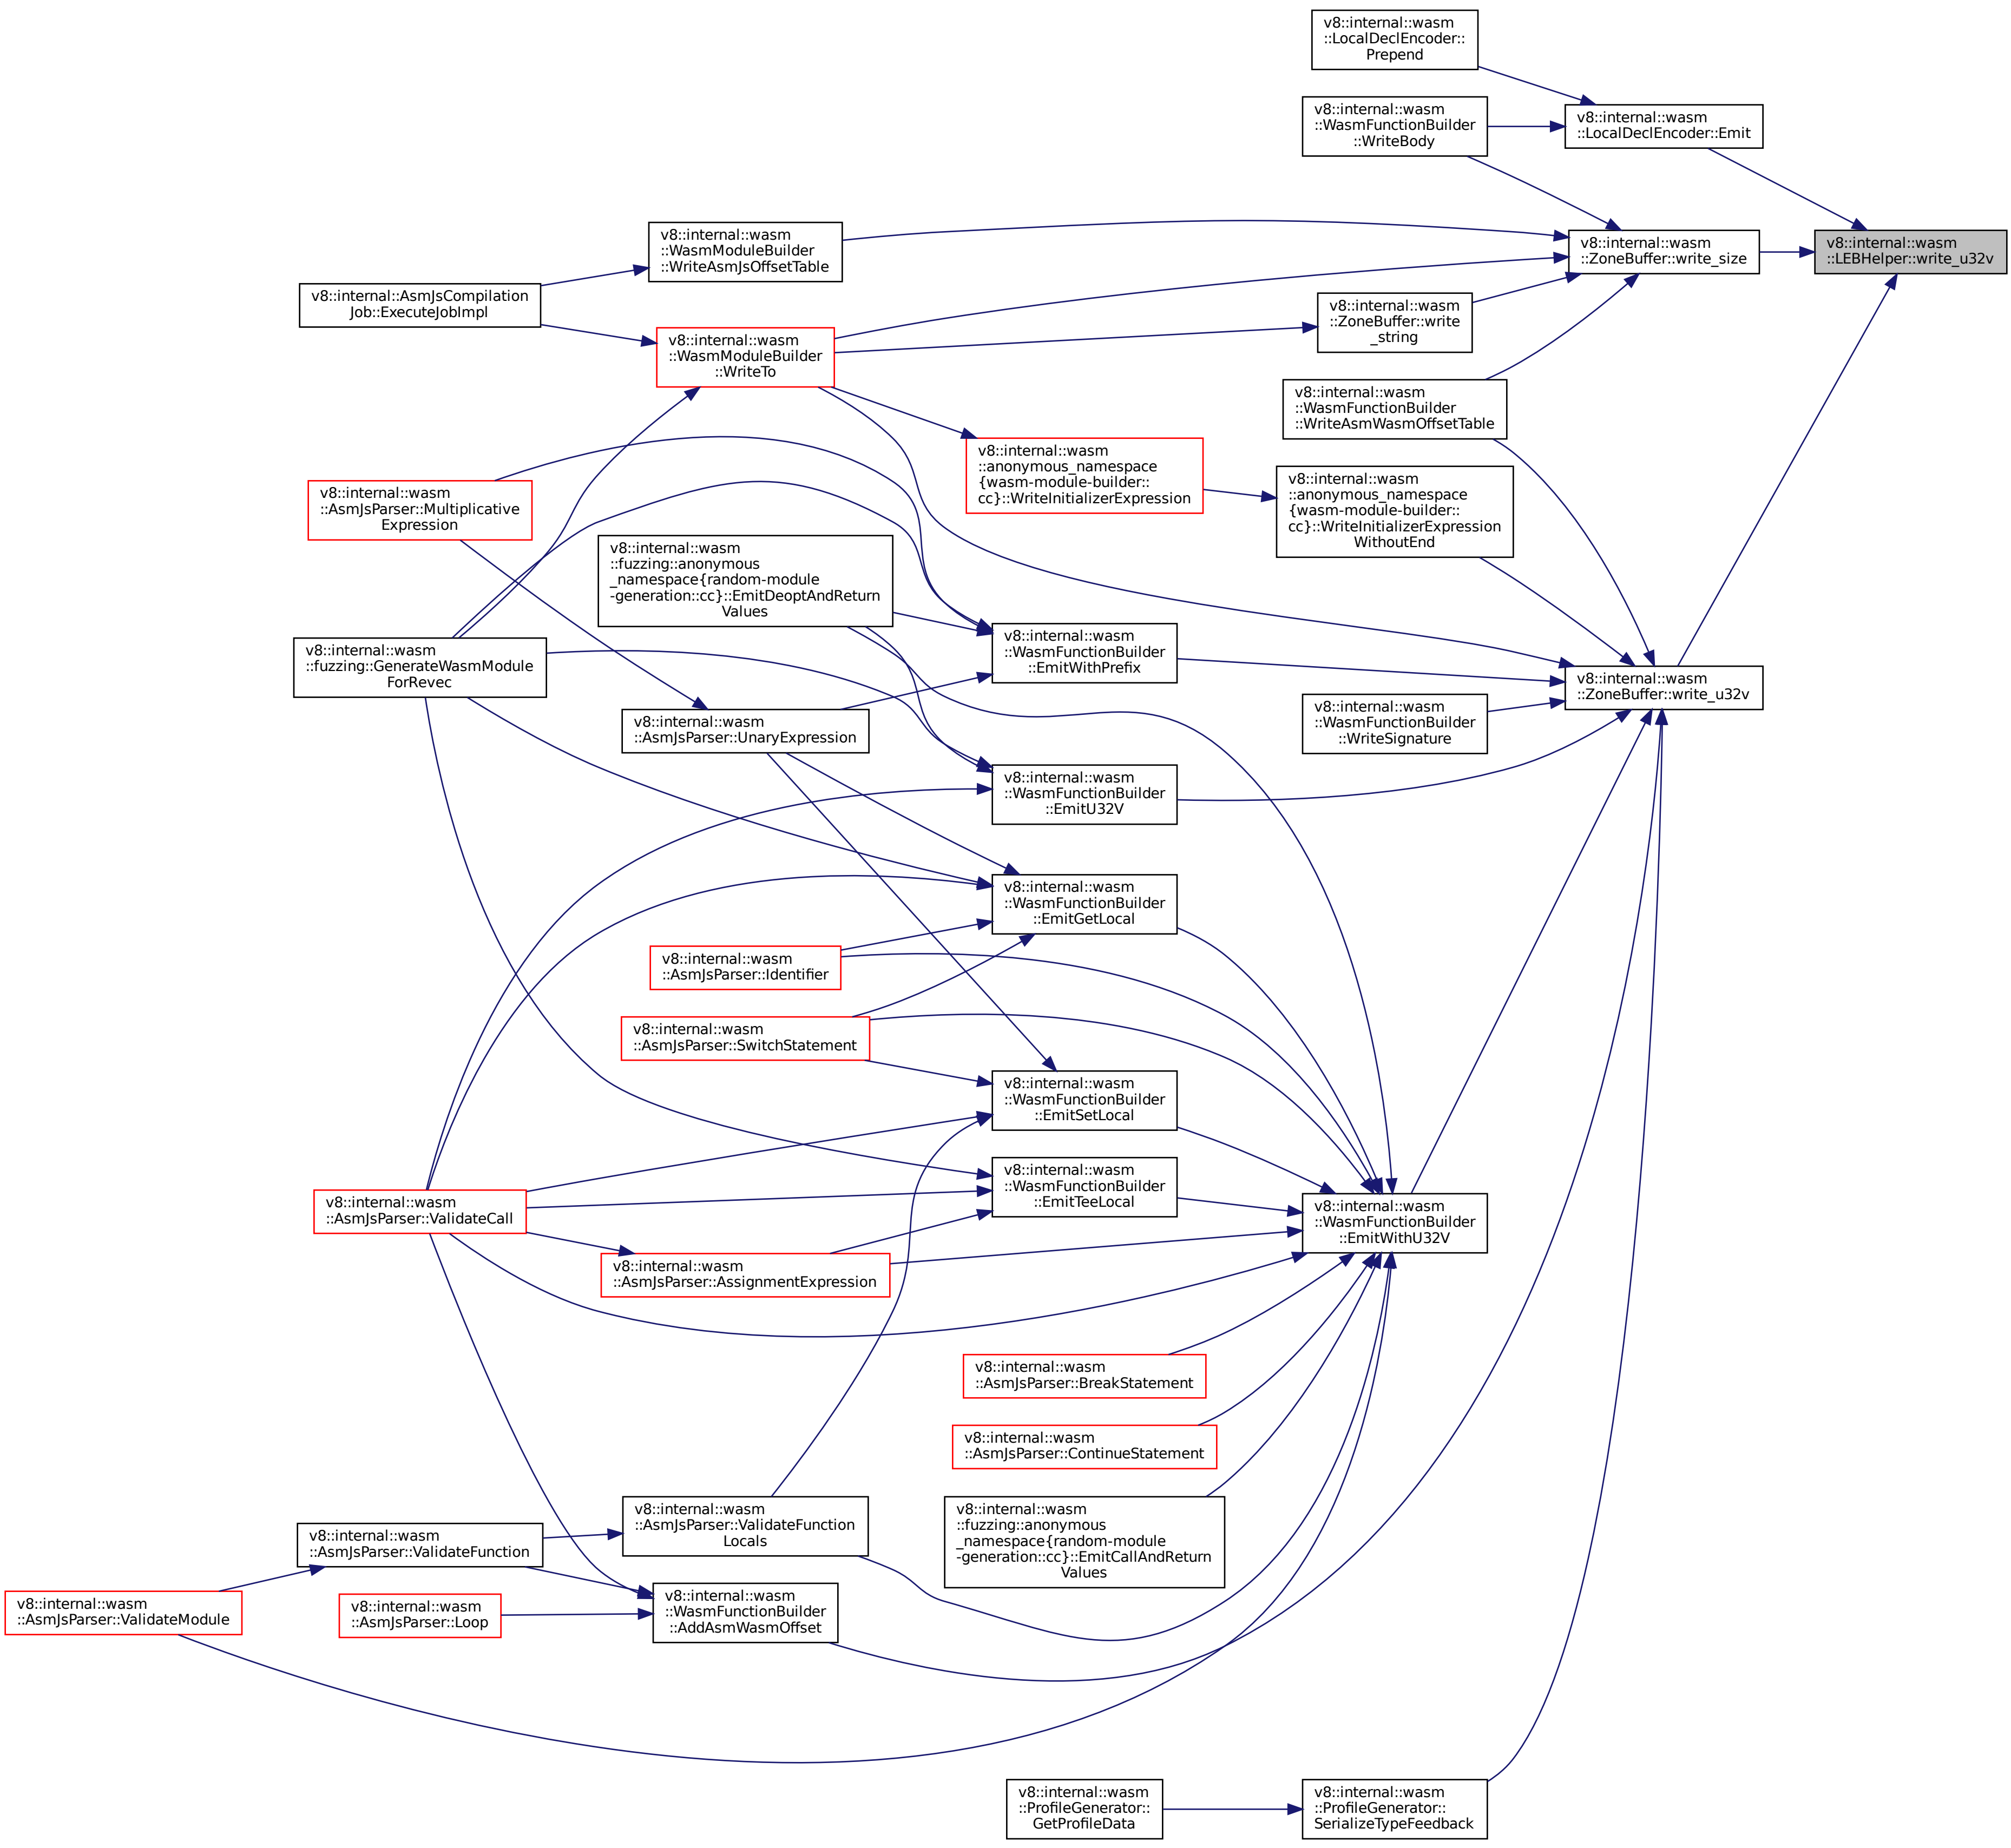 v8::internal::wasm
::LocalDeclEncoder::
Prepend
v8::internal::wasm
::WasmFunctionBuilder
::WriteBody
v8::internal::wasm
::LocalDeclEncoder::Emit
v8::internal::wasm
::WasmModuleBuilder
::WriteAsmJsOffsetTable
v8::internal::wasm
::ZoneBuffer::write_size
v8::internal::wasm
::LEBHelper::write_u32v
v8::internal::AsmJsCompilation
Job::ExecuteJobImpl
v8::internal::wasm
::ZoneBuffer::write
_string
v8::internal::wasm
::WasmModuleBuilder
::WriteTo
v8::internal::wasm
::WasmFunctionBuilder
::WriteAsmWasmOffsetTable
v8::internal::wasm
::anonymous_namespace
{wasm-module-builder::
cc}::WriteInitializerExpression
v8::internal::wasm
::anonymous_namespace
{wasm-module-builder::
cc}::WriteInitializerExpression
WithoutEnd
v8::internal::wasm
::AsmJsParser::Multiplicative
Expression
v8::internal::wasm
::fuzzing::anonymous
_namespace{random-module
-generation::cc}::EmitDeoptAndReturn
Values
v8::internal::wasm
::fuzzing::GenerateWasmModule
ForRevec
v8::internal::wasm
::WasmFunctionBuilder
::EmitWithPrefix
v8::internal::wasm
::ZoneBuffer::write_u32v
v8::internal::wasm
::WasmFunctionBuilder
::WriteSignature
v8::internal::wasm
::AsmJsParser::UnaryExpression
v8::internal::wasm
::WasmFunctionBuilder
::EmitU32V
v8::internal::wasm
::WasmFunctionBuilder
::EmitGetLocal
v8::internal::wasm
::AsmJsParser::Identifier
v8::internal::wasm
::AsmJsParser::SwitchStatement
v8::internal::wasm
::WasmFunctionBuilder
::EmitSetLocal
v8::internal::wasm
::WasmFunctionBuilder
::EmitTeeLocal
v8::internal::wasm
::AsmJsParser::ValidateCall
v8::internal::wasm
::WasmFunctionBuilder
::EmitWithU32V
v8::internal::wasm
::AsmJsParser::AssignmentExpression
v8::internal::wasm
::AsmJsParser::BreakStatement
v8::internal::wasm
::AsmJsParser::ContinueStatement
v8::internal::wasm
::fuzzing::anonymous
_namespace{random-module
-generation::cc}::EmitCallAndReturn
Values
v8::internal::wasm
::AsmJsParser::ValidateFunction
Locals
v8::internal::wasm
::AsmJsParser::ValidateFunction
v8::internal::wasm
::AsmJsParser::ValidateModule
v8::internal::wasm
::AsmJsParser::Loop
v8::internal::wasm
::WasmFunctionBuilder
::AddAsmWasmOffset
v8::internal::wasm
::ProfileGenerator::
GetProfileData
v8::internal::wasm
::ProfileGenerator::
SerializeTypeFeedback